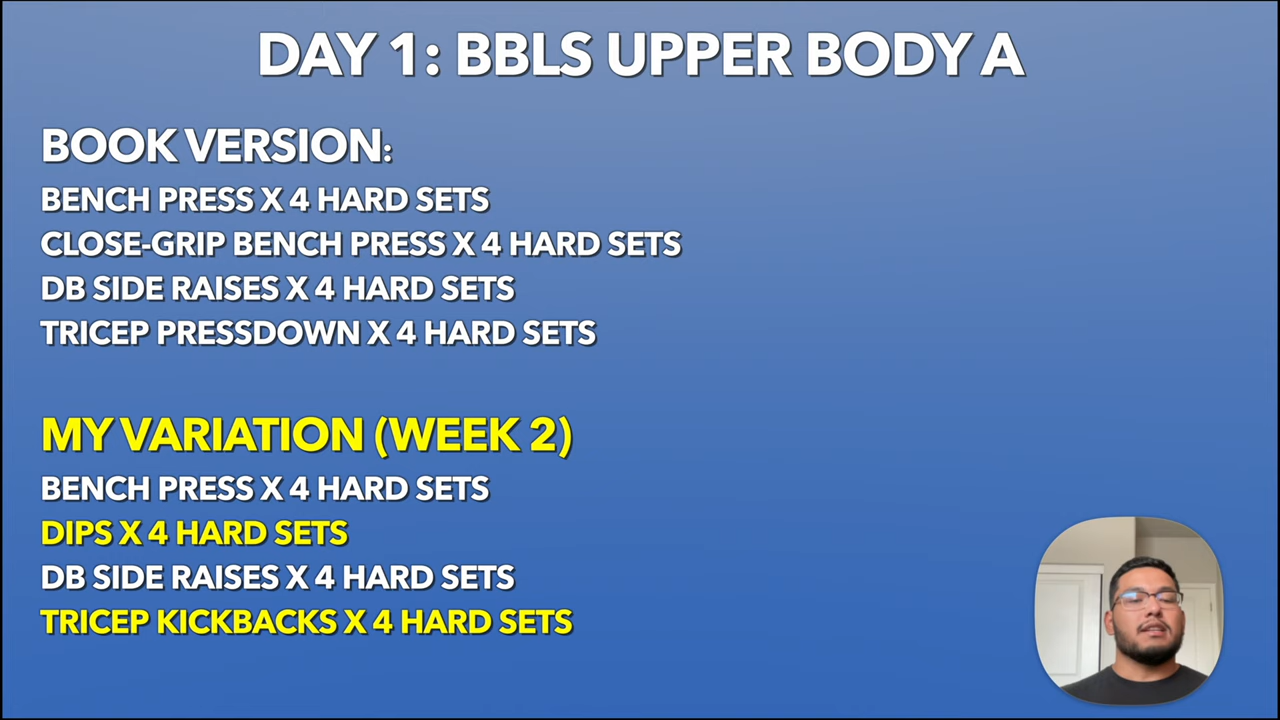 DAY 1: BBLS UPPER BODY A
BOOK VERSION:
BENCH PRESS X 4 HARD SETS
CLOSE-GRIP BENCH PRESS X 4 HARD SETS
DB SIDE RAISES X 4 HARD SETS
TRICEP PRESSDOWN X 4 HARD SETS
MY VARIATION (WEEK 2)
BENCH PRESS X 4 HARD SETS
DIPS X 4 HARD SETS
DB SIDE RAISES X 4 HARD SETS
TRICEP KICKBACKS X 4 HARD SETS